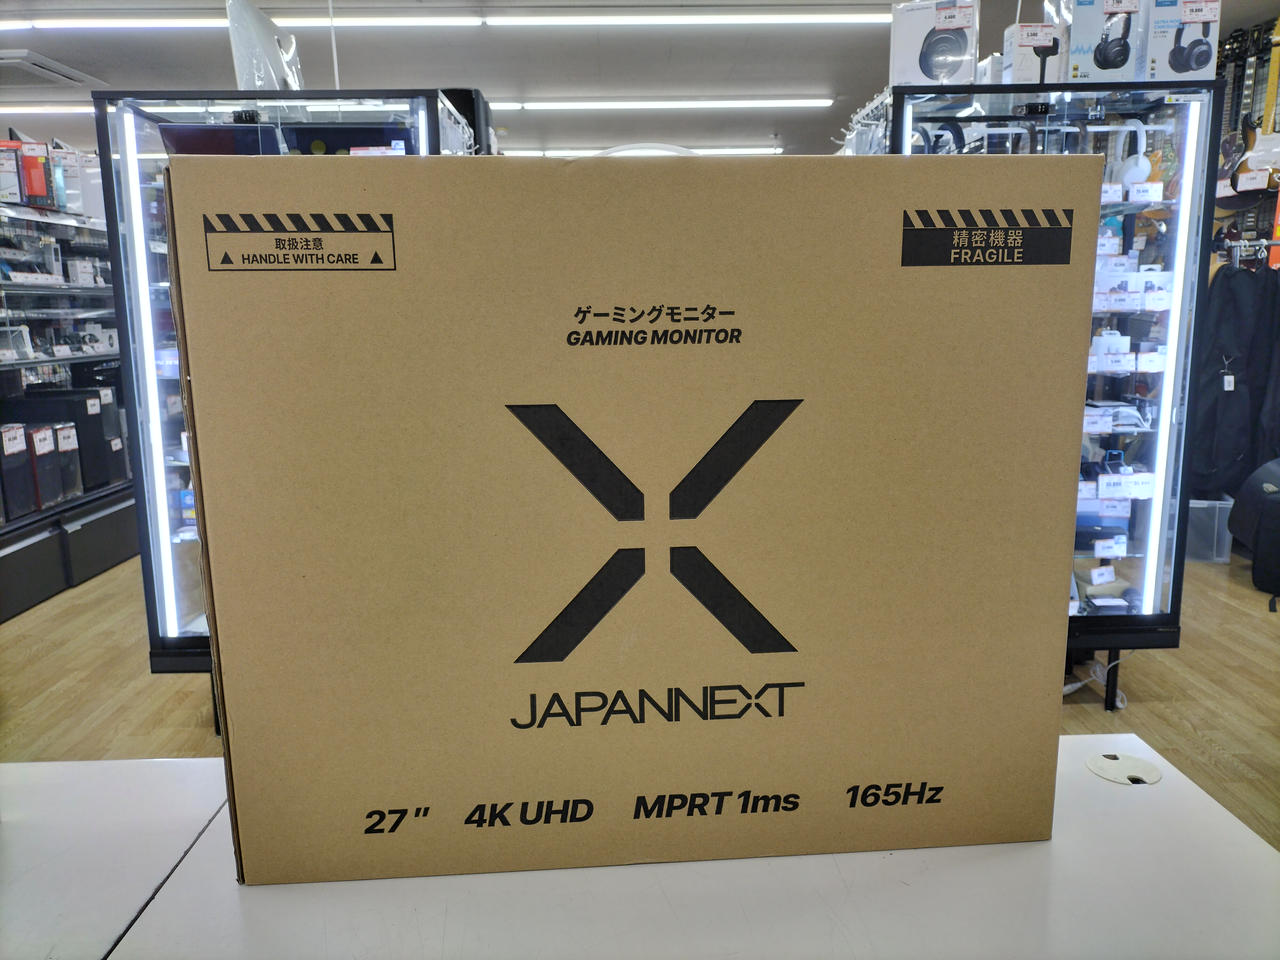 取扱注意
HANDLE WITH CARE
精密機器
FRAGILE
ゲーミングモニター
GAMING MONITOR
JAPANNEXT
27" 4K UHD MPRT 1ms 165Hz